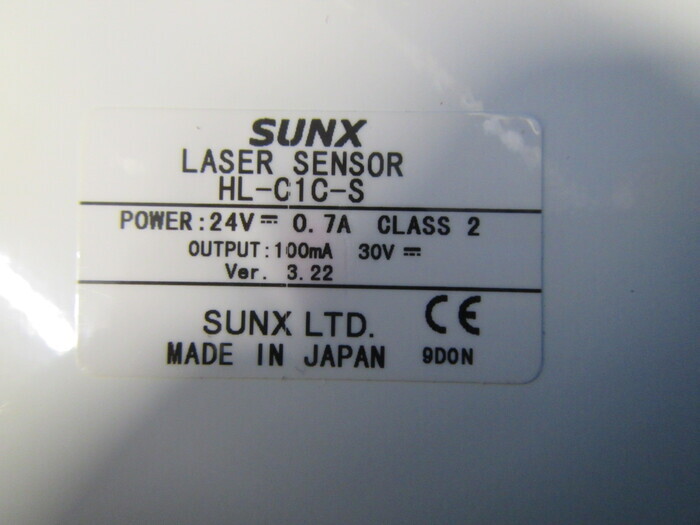 SUNX
LASER SENSOR
HL-C1C-S
POWER:24V⎓ 0.7A CLASS 2
OUTPUT:100mA 30V⎓
Ver. 3.22
SUNX LTD. CE
MADE IN JAPAN 9D0N